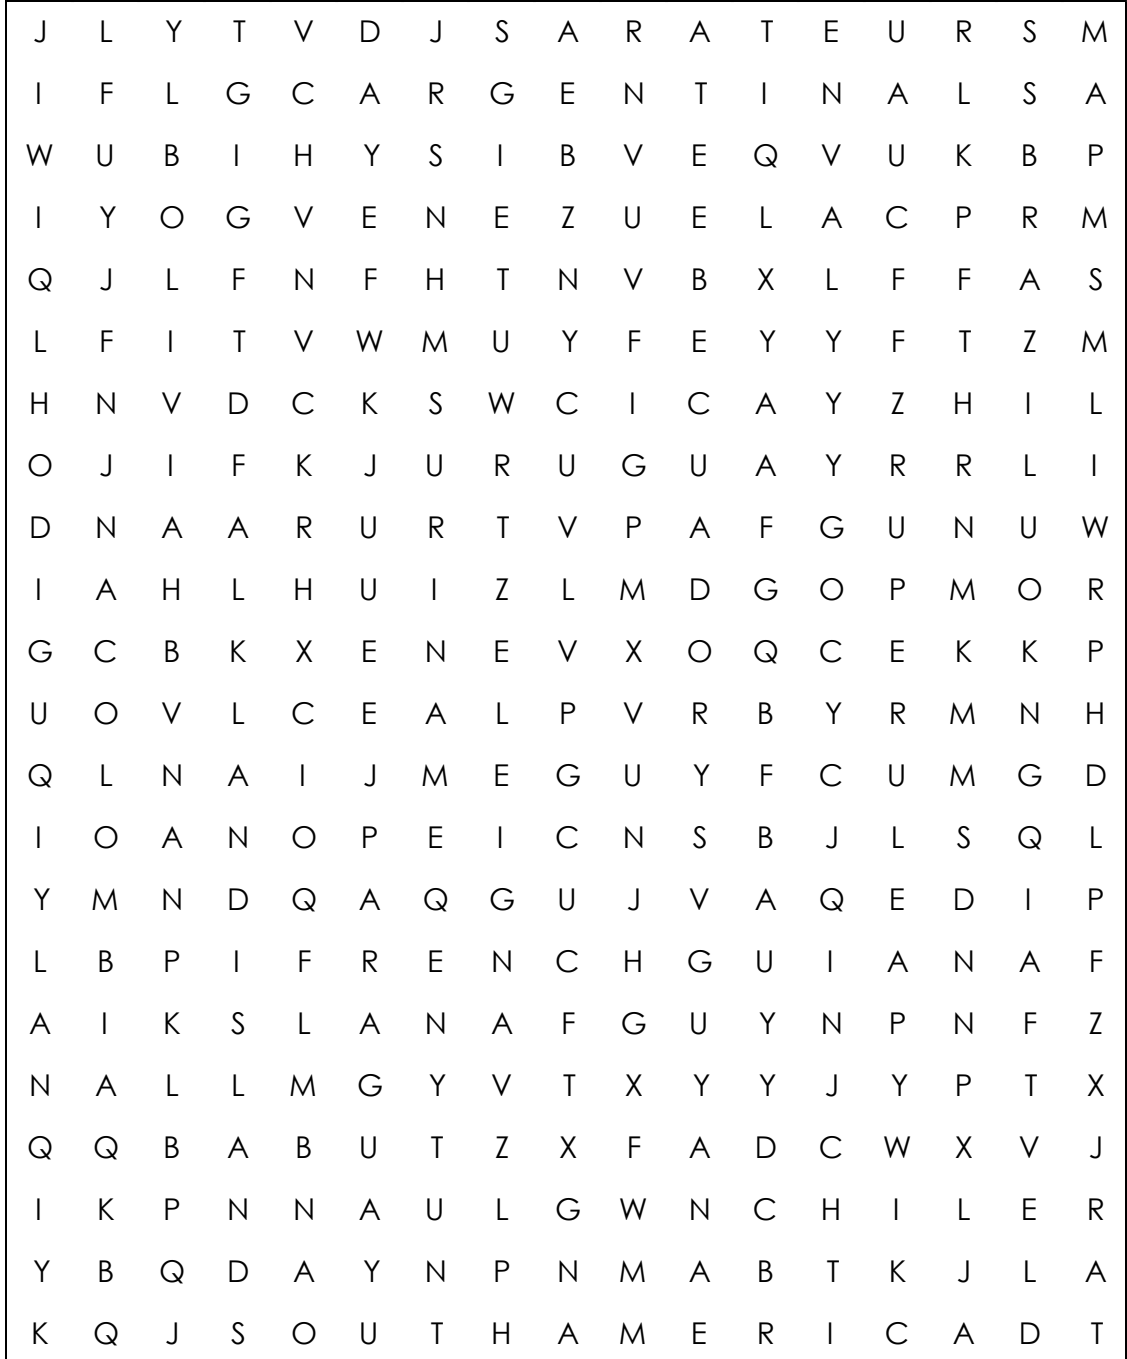 J L Y T V D J S A R A T E U R S M
I F L G C A R G E N T I N A L S A
W U B I H Y S I B V E Q V U K B P
I Y O G V E N E Z U E L A C P R M
Q J L F N F H T N V B X L F F A S
L F I T V W M U Y F E Y Y F T Z M
H N V D C K S W C I C A Y Z H I L
O J I F K J U R U G U A Y R R L I
D N A A R U R T V P A F G U N U W
I A H L H U I Z L M D G O P M O R
G C B K X E N E V X O Q C E K K P
U O V L C E A L P V R B Y R M N H
Q L N A I J M E G U Y F C U M G D
I O A N O P E I C N S B J L S Q L
Y M N D Q A Q G U J V A Q E D I P
L B P I F R E N C H G U I A N A F
A I K S L A N A F G U Y N P N F Z
N A L L M G Y V T X Y Y J Y P T X
Q Q B A B U T Z X F A D C W X V J
I K P N N A U L G W N C H I L E R
Y B Q D A Y N P N M A B T K J L A
K Q J S O U T H A M E R I C A D T